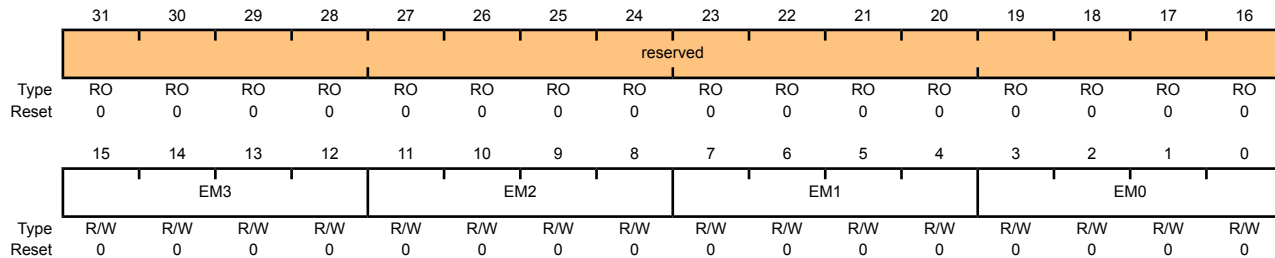 31 30 29 28 27 26 25 24 23 22 21 20 19 18 17 16
reserved
Type RO RO RO RO RO RO RO RO RO RO RO RO RO RO RO RO
Reset 0 0 0 0 0 0 0 0 0 0 0 0 0 0 0 0
15 14 13 12 11 10 9 8 7 6 5 4 3 2 1 0
EM3 EM2 EM1 EM0
Type R/W R/W R/W R/W R/W R/W R/W R/W R/W R/W R/W R/W R/W R/W R/W R/W
Reset 0 0 0 0 0 0 0 0 0 0 0 0 0 0 0 0